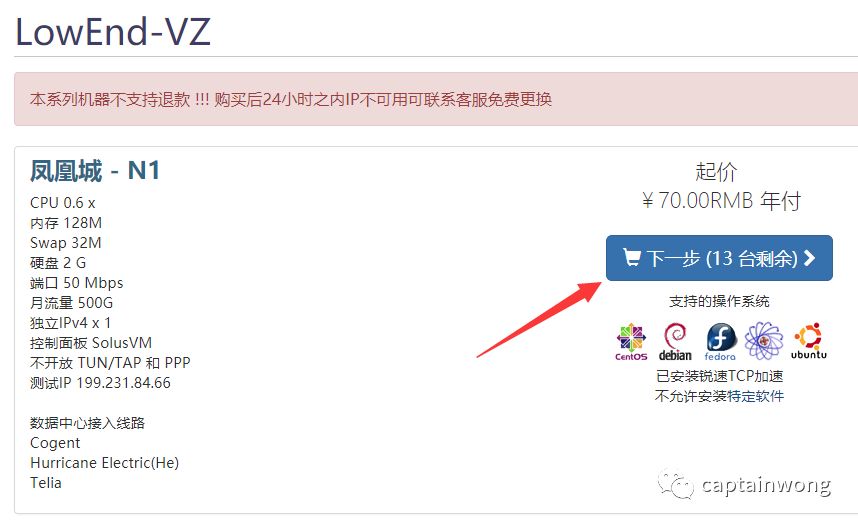 LowEnd-VZ
本系列机器不支持退款 !!! 购买后24小时之内IP不可用可联系客服免费更换
凤凰城 - N1
CPU 0.6 x
内存 128M
Swap 32M
硬盘 2 G
端口 50 Mbps
月流量 500G
独立IPv4 x 1
控制面板 SolusVM
不开放 TUN/TAP 和 PPP
测试IP 199.231.84.66
数据中心接入线路
Cogent
Hurricane Electric(He)
Telia
起价
¥70.00RMB 年付
下一步 (13 台剩余)
支持的操作系统
CentOS
debian
fedora
ubuntu
已安装锐速TCP加速
不允许安装特定软件
captainwong